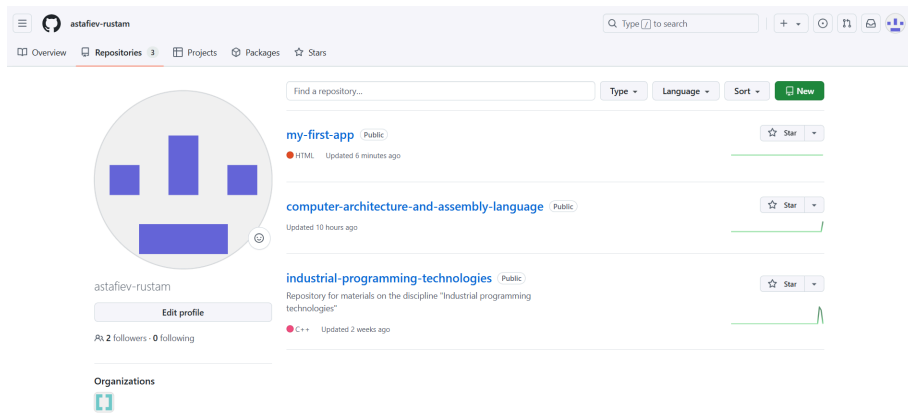 astafiev-rustam
Type / to search
Overview Repositories 3 Projects Packages Stars
Find a repository...
Type Language Sort New
my-first-app Public
Star
HTML Updated 6 minutes ago
computer-architecture-and-assembly-language Public
Star
Updated 10 hours ago
industrial-programming-technologies Public
Star
Repository for materials on the discipline "Industrial programming
technologies"
C++ Updated 2 weeks ago
astafiev-rustam
Edit profile
2 followers · 0 following
Organizations